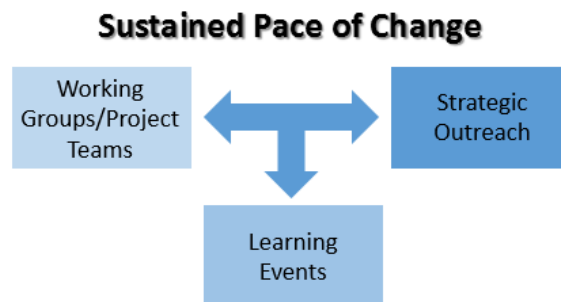 Sustained Pace of Change
Working
Groups/Project
Teams
Strategic
Outreach
Learning
Events